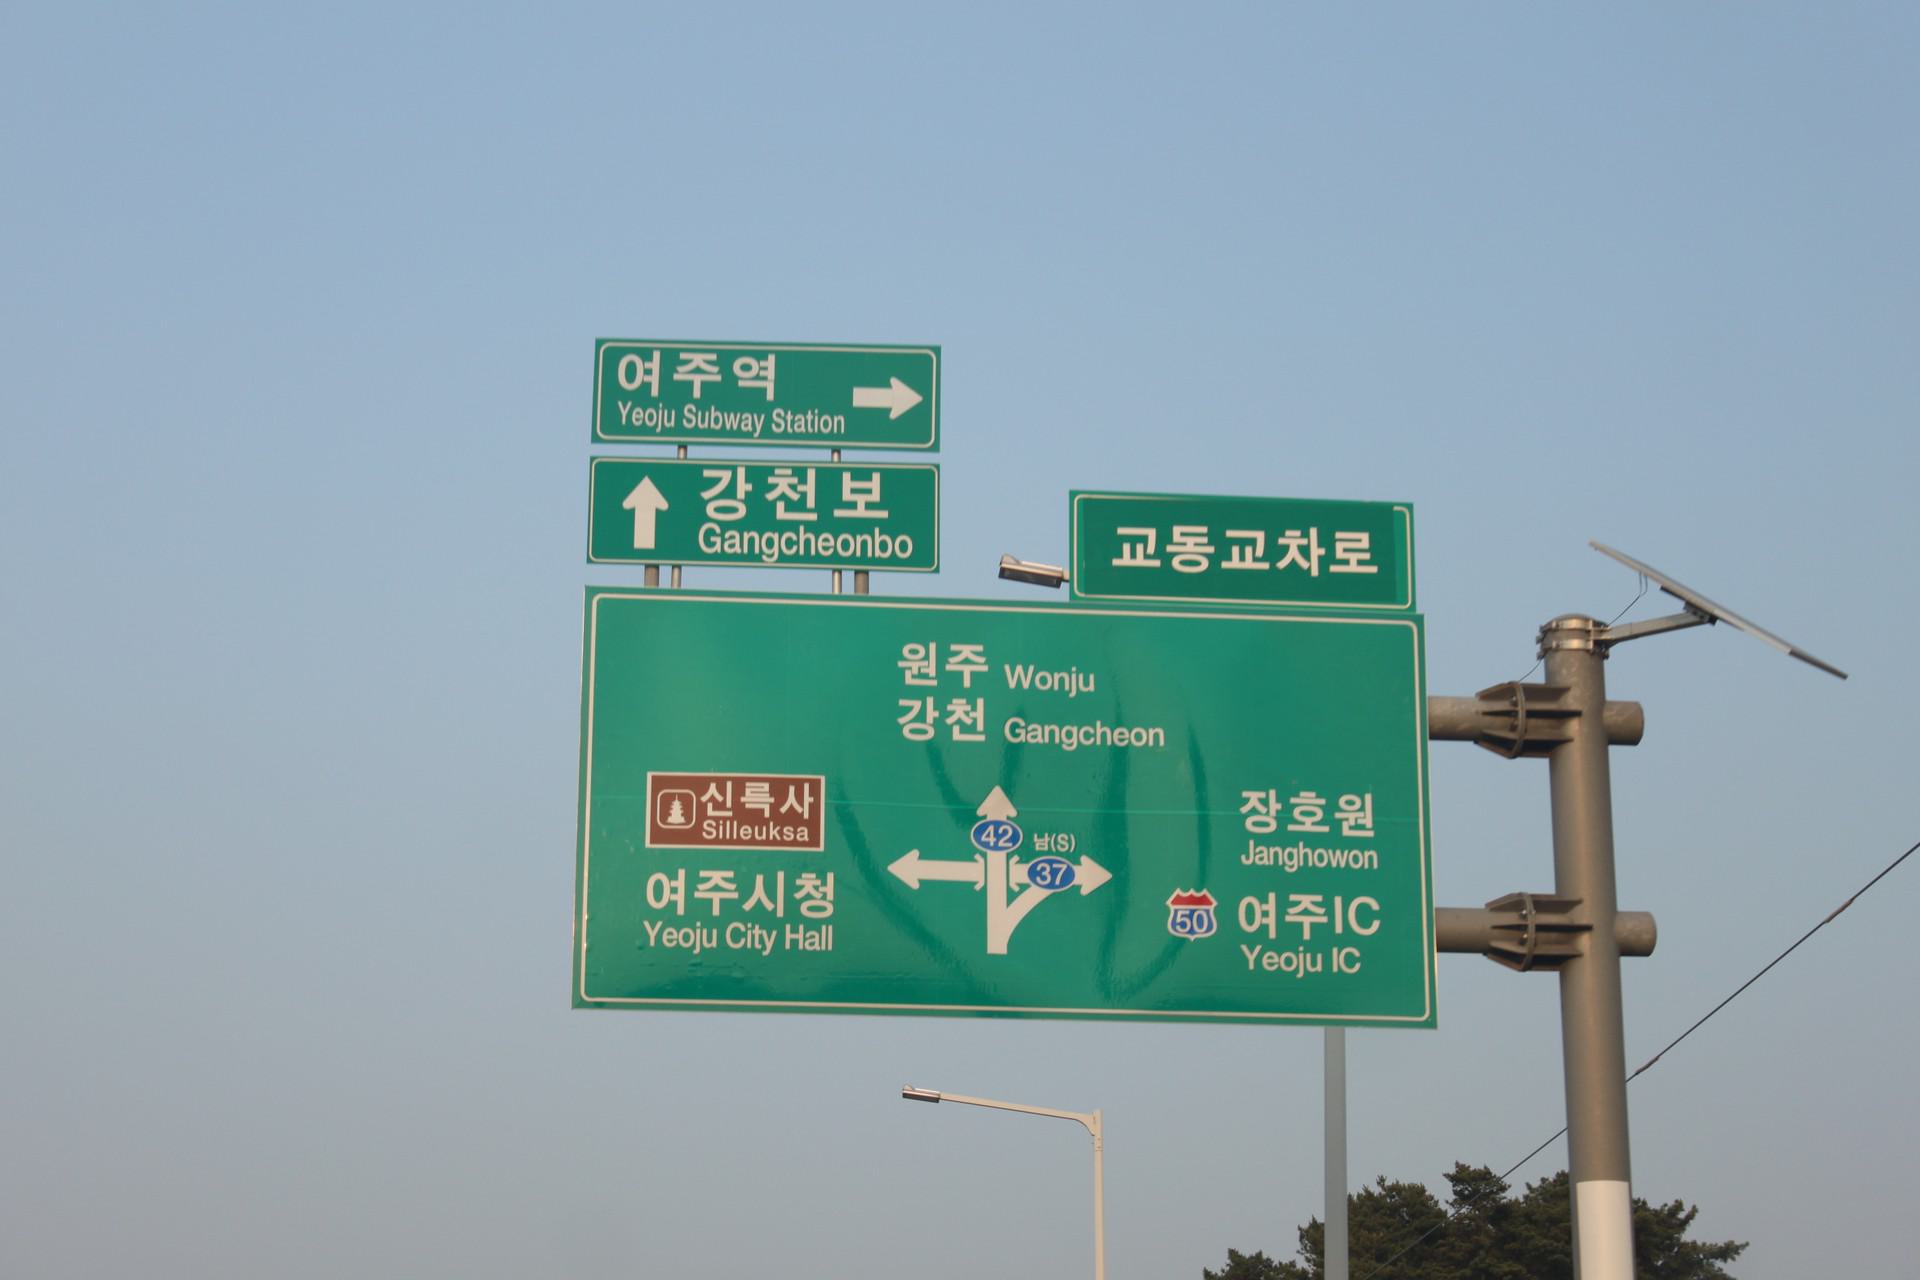 여주역
Yeoju Subway Station
강천보
Gangcheonbo
교동교차로
원주 Wonju
강천 Gangcheon
신륵사
Silleuksa
여주시청
Yeoju City Hall
42
남(S)
37
장호원
Janghowon
50 여주IC
Yeoju IC